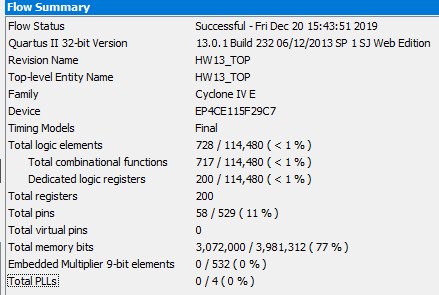 Flow Summary
Flow Status Successful - Fri Dec 20 15:43:51 2019
Quartus II 32-bit Version 13.0.1 Build 232 06/12/2013 SP 1 SJ Web Edition
Revision Name HW13_TOP
Top-level Entity Name HW13_TOP
Family Cyclone IV E
Device EP4CE115F29C7
Timing Models Final
Total logic elements 728 / 114,480 ( < 1 % )
Total combinational functions 717 / 114,480 ( < 1 % )
Dedicated logic registers 200 / 114,480 ( < 1 % )
Total registers 200
Total pins 58 / 529 ( 11 % )
Total virtual pins 0
Total memory bits 3,072,000 / 3,981,312 ( 77 % )
Embedded Multiplier 9-bit elements 0 / 532 ( 0 % )
Total PLLs 0 / 4 ( 0 % )